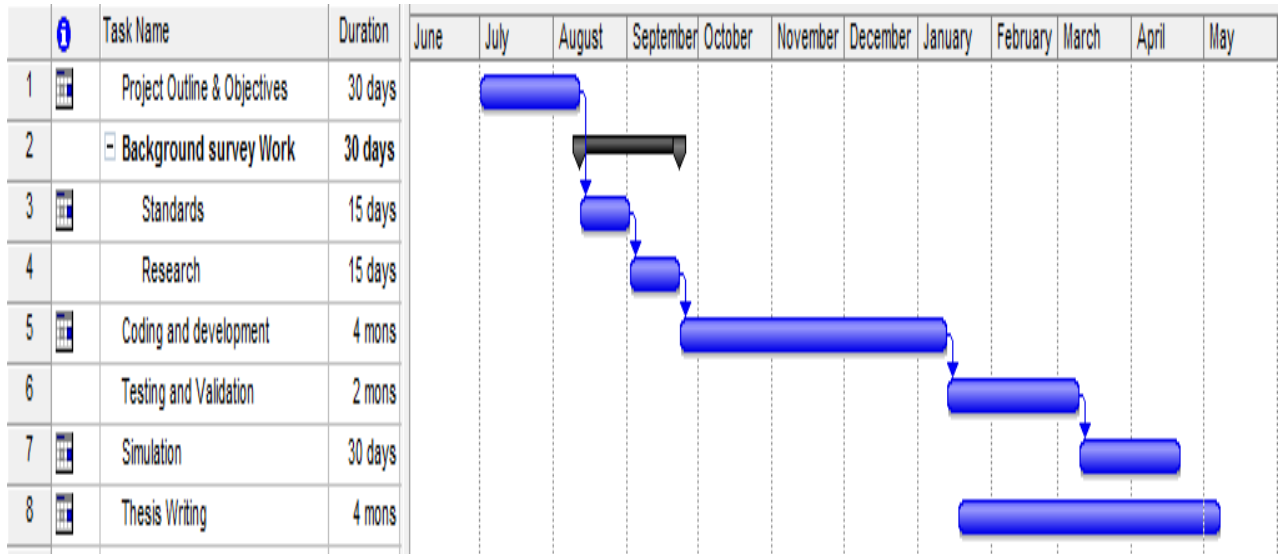 Task Name Duration June July August September October November December January February March April May
1 Project Outline & Objectives 30 days
2 Background survey Work 30 days
3 Standards 15 days
4 Research 15 days
5 Coding and development 4 mons
6 Testing and Validation 2 mons
7 Simulation 30 days
8 Thesis Writing 4 mons